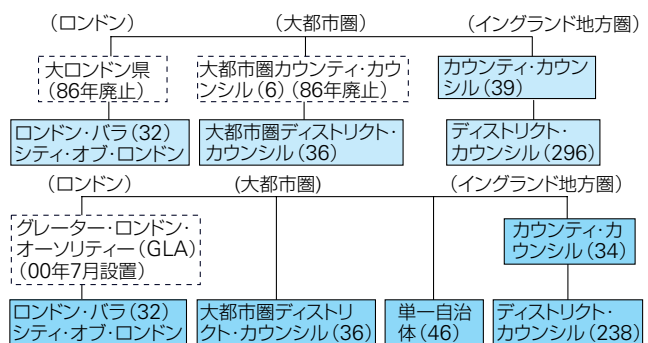 （ロンドン）
（大都市圏）
（イングランド地方圏）
大ロンドン県
（86年廃止）
大都市圏カウンティ・カウ
ンシル（6）（86年廃止）
カウンティ・カウン
シル（39）
ロンドン・バラ（32）
シティ・オブ・ロンドン
大都市圏ディストリクト・
カウンシル（36）
ディストリクト・
カウンシル（296）
（ロンドン）
（大都市圏）
（イングランド地方圏）
グレーター・ロンドン・
オーソリティー（GLA）
（00年7月設置）
カウンティ・カ
ウンシル（34）
ロンドン・バラ（32）
シティ・オブ・ロンドン
大都市圏ディストリ
クト・カウンシル（36）
単一自治
体（46）
ディストリクト・
カウンシル（238）